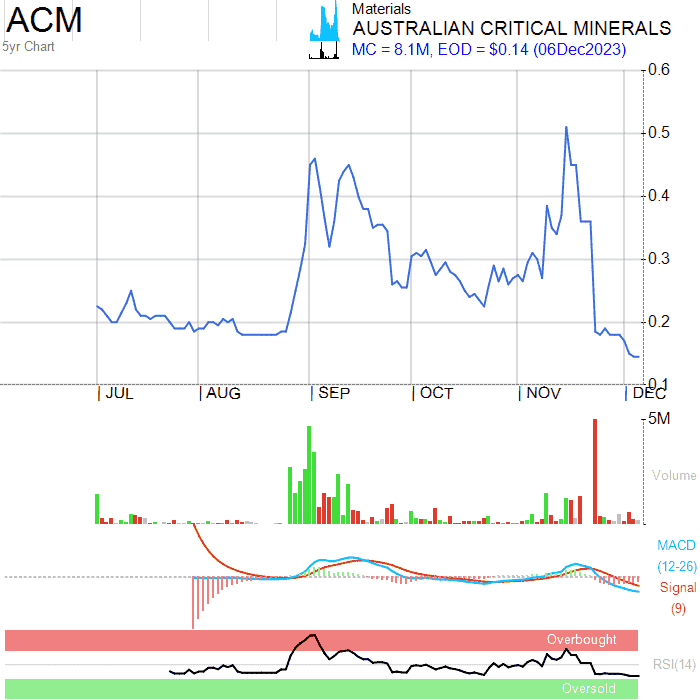 ACM
5yr Chart
Materials
AUSTRALIAN CRITICAL MINERALS
MC = 8.1M, EOD = $0.14 (06Dec2023)
0.6
0.5
0.4
0.3
0.2
0.1
JUL AUG SEP OCT NOV DEC
5M
Volume
MACD
(12-26)
Signal
(9)
Overbought
RSI(14)
Oversold